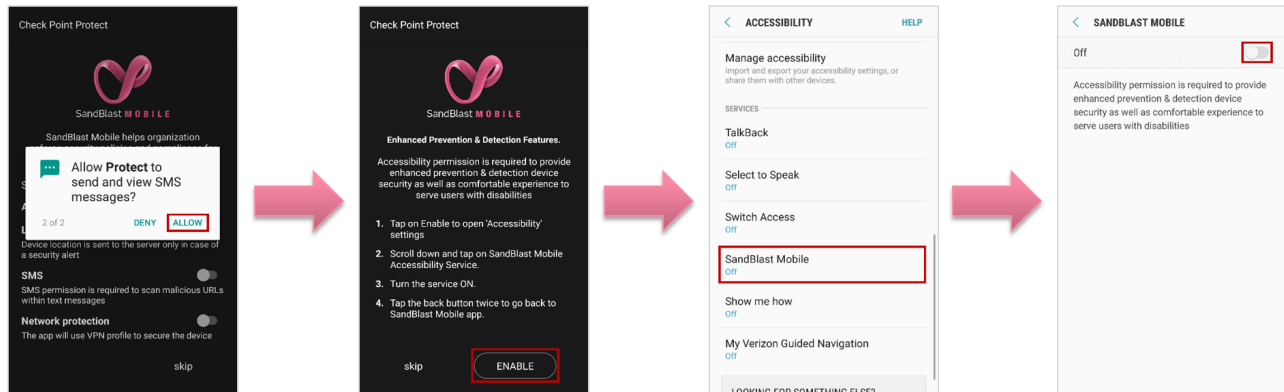 Check Point Protect
SandBlast MOBILE
SandBlast Mobile helps organization
Allow Protect to
send and view SMS
messages?
2 of 2
DENY
ALLOW
Device location is sent to the server only in case of
a security alert
SMS
SMS permission is required to scan malicious URLs
within text messages
Network protection
The app will use VPN profile to secure the device
skip
Check Point Protect
SandBlast MOBILE
Enhanced Prevention & Detection Features.
Accessibility permission is required to provide
enhanced prevention & detection device
security as well as comfortable experience to
serve users with disabilities
1. Tap on Enable to open 'Accessibility'
settings
2. Scroll down and tap on SandBlast Mobile
Accessibility Service.
3. Turn the service ON.
4. Tap the back button twice to go back to
SandBlast Mobile app.
skip
ENABLE
ACCESSIBILITY
HELP
Manage accessibility
Import and export your accessibility settings, or
share them with other devices.
SERVICES
TalkBack
Off
Select to Speak
Off
Switch Access
Off
SandBlast Mobile
Off
Show me how
Off
My Verizon Guided Navigation
Off
LOOKING FOR SOMETHING ELSE?
SANDBLAST MOBILE
Off
Accessibility permission is required to provide
enhanced prevention & detection device
security as well as comfortable experience to
serve users with disabilities